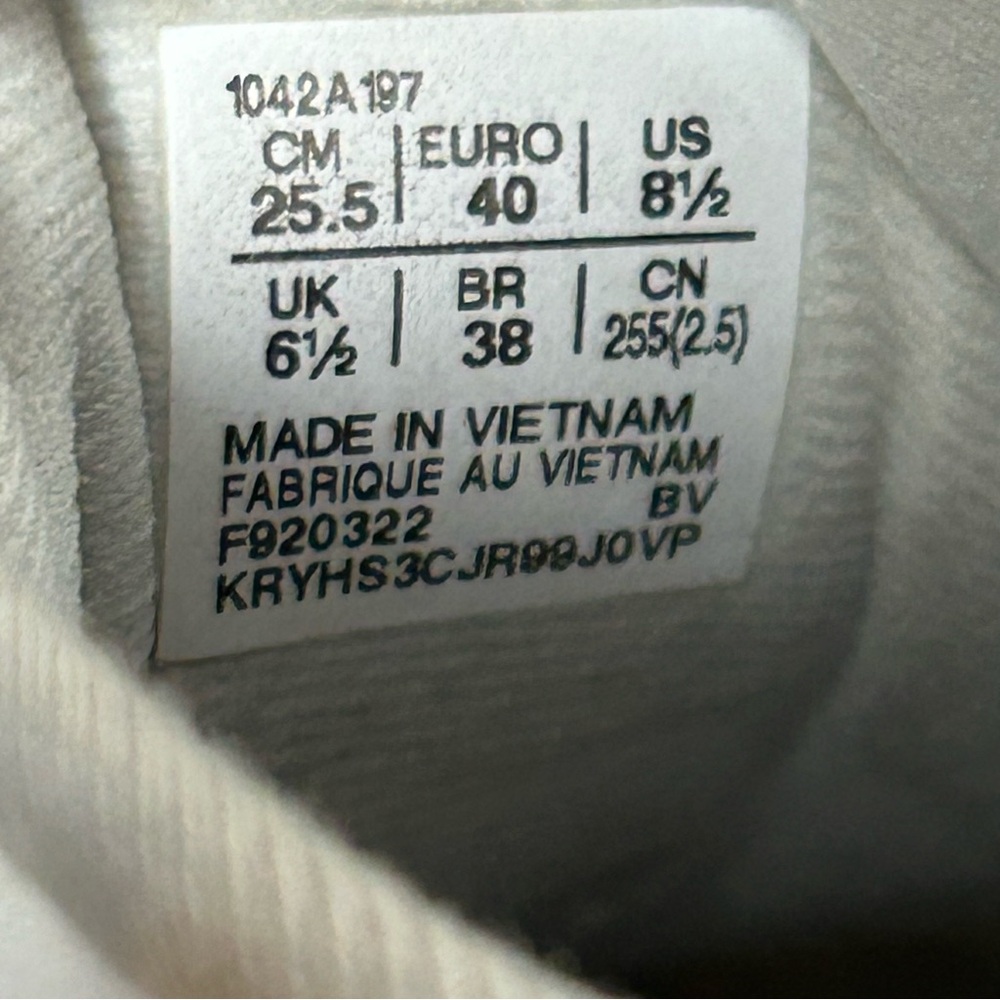 1042A197
CM | EURO | US
25.5 | 40 | 8½
UK | BR | CN
6½ | 38 | 255(2.5)
MADE IN VIETNAM
FABRIQUE AU VIETNAM
F920322 BV
KRYHS3CJR99J0VP